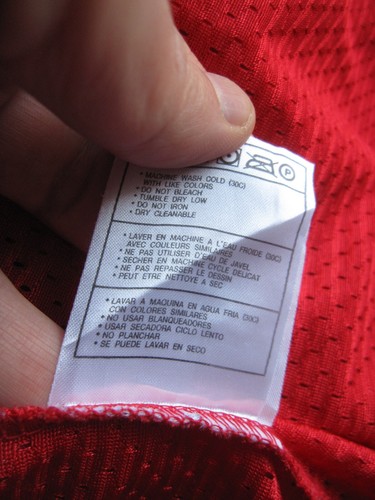 P
* MACHINE WASH COLD (30C)
WITH LIKE COLORS
* DO NOT BLEACH
* TUMBLE DRY LOW
* DO NOT IRON
* DRY CLEANABLE
* LAVER EN MACHINE A L'EAU FROIDE (30C)
AVEC COULEURS SIMILAIRES
* NE PAS UTILISER D'EAU DE JAVEL
* SECHER EN MACHINE CYCLE DELICAT
* NE PAS REPASSER LE DESSIN
* PEUT ETRE NETTOYE A SEC
* LAVAR A MAQUINA EN AGUA FRIA (30C)
CON COLORES SIMILARES
* NO USAR BLANQUEADORES
* USAR SECADORA CICLO LENTO
* NO PLANCHAR
* SE PUEDE LAVAR EN SECO